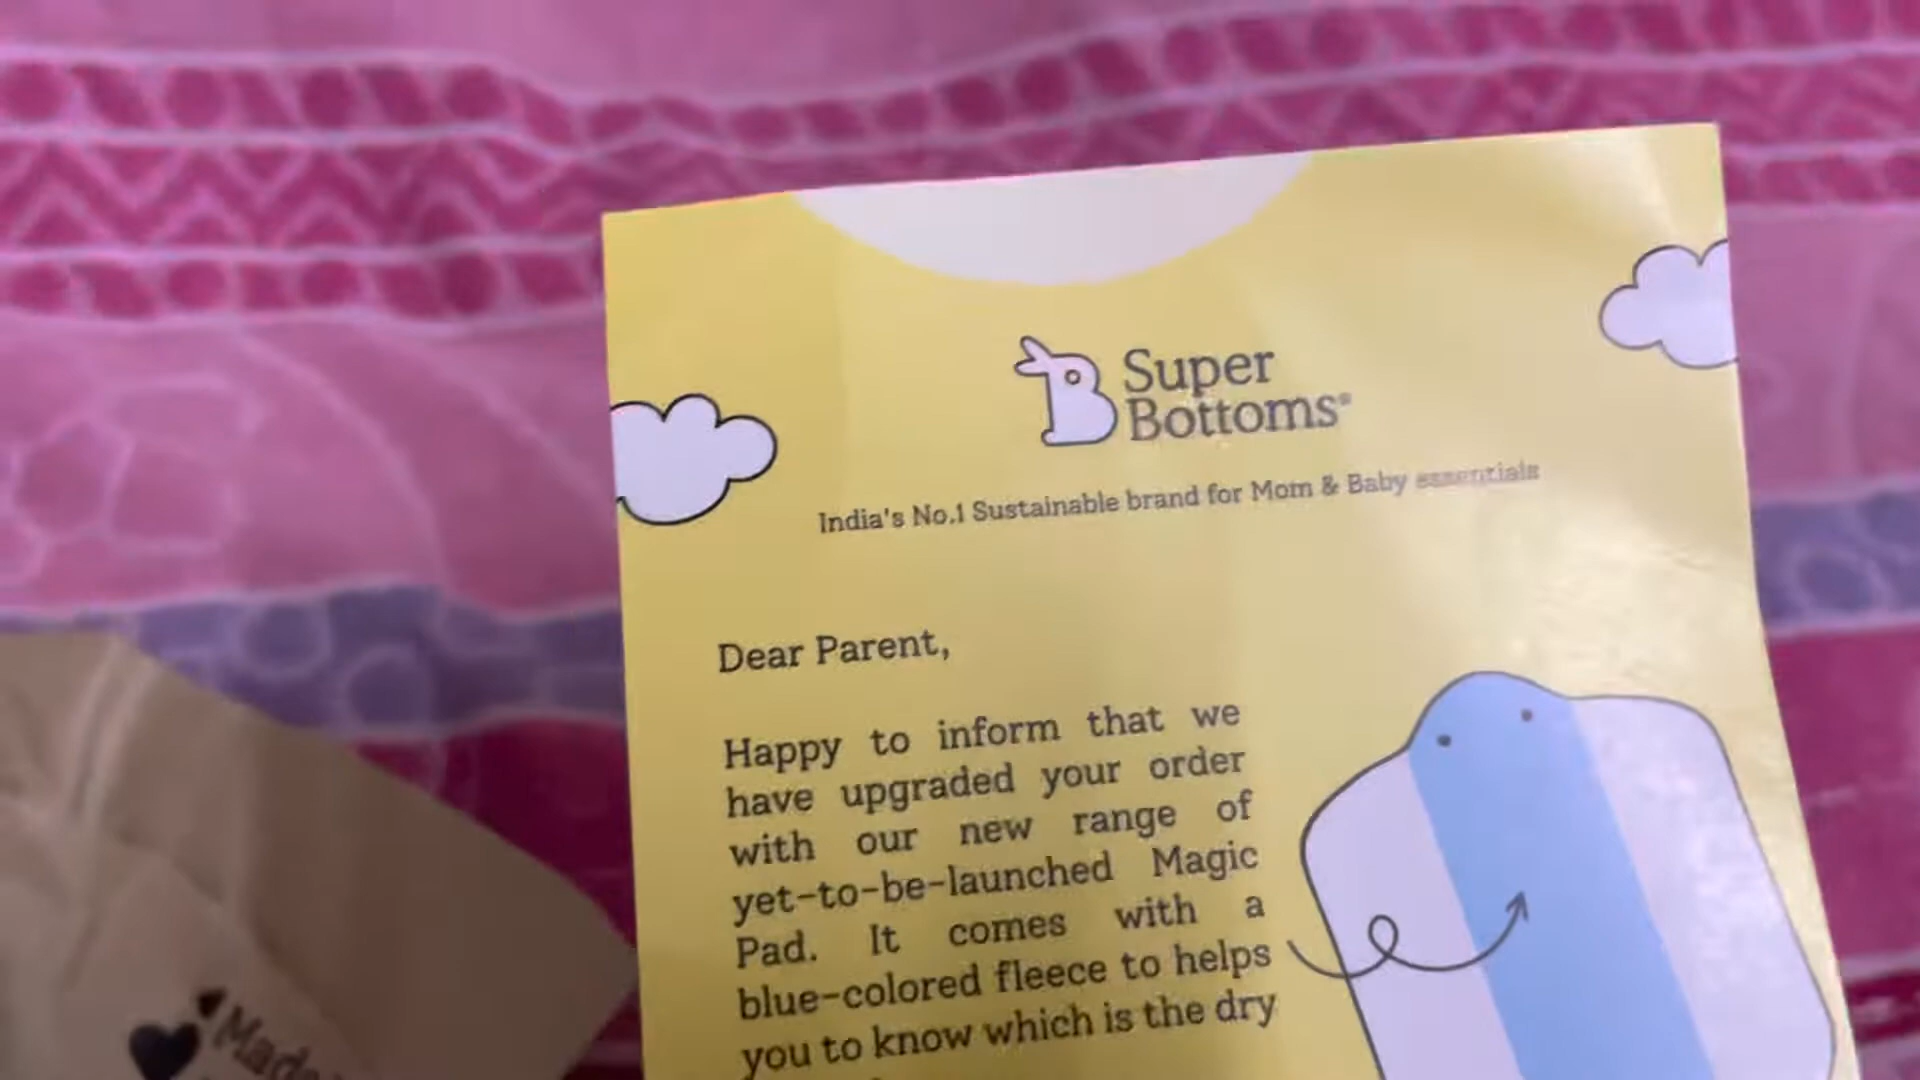 Super
Bottoms®
India's No.1 Sustainable brand for Mom & Baby essentials
Dear Parent,
Happy to inform that we
have upgraded your order
with our new range of
yet-to-be-launched Magic
Pad. It comes with a
blue-colored fleece to helps
you to know which is the dry
Made